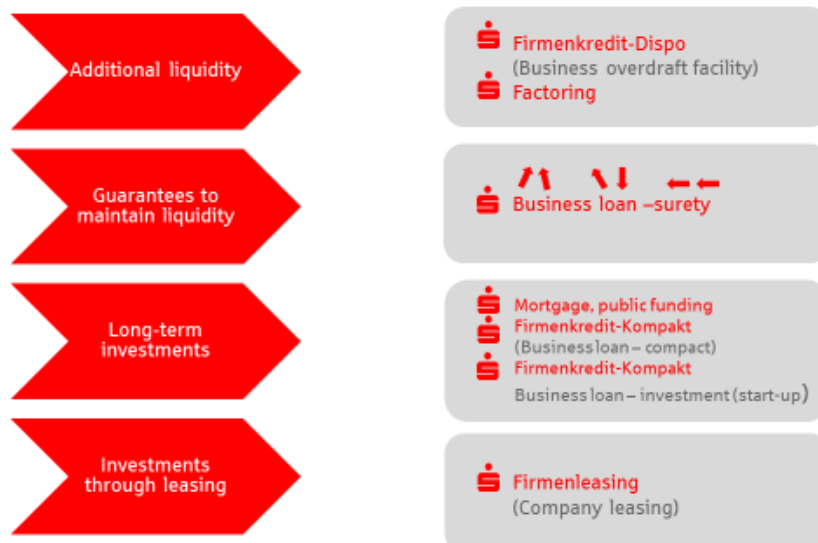 Additional liquidity
Firmenkredit-Dispo
(Business overdraft facility)
Factoring
Guarantees to
maintain liquidity
Business loan –surety
Long-term
investments
Mortgage, public funding
Firmenkredit-Kompakt
(Business loan – compact)
Firmenkredit-Kompakt
Business loan – investment (start-up)
Investments
through leasing
Firmenleasing
(Company leasing)